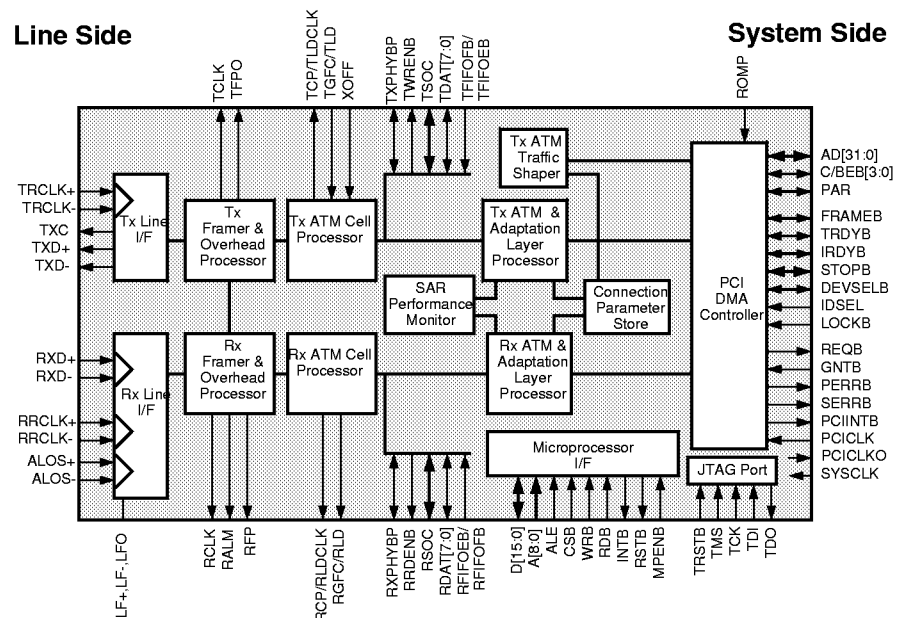 Line Side
System Side
TCLK
TFPO
TCP/TLDCLK
TGFC/TLD
XOFF
TXPHYBP
TWRENB
TSOC
TDAT[7:0]
TFIFOFB/
TFIFOEB
ROMP
TRCLK+
TRCLK-
TXC
TXD+
TXD-
RXD+
RXD-
RRCLK+
RRCLK-
ALOS+
ALOS-
Tx Line
I/F
Tx
Framer &
Overhead
Processor
Tx ATM Cell
Processor
Tx ATM
Traffic
Shaper
Tx ATM &
Adaptation
Layer
Processor
SAR
Performance
Monitor
Connection
Parameter
Store
PCI
DMA
Controller
Rx Line
I/F
Rx
Framer &
Overhead
Processor
Rx ATM Cell
Processor
Rx ATM &
Adaptation
Layer
Processor
Microprocessor
I/F
JTAG Port
AD[31:0]
C/BEB[3:0]
PAR
FRAMEB
TRDYB
IRDYB
STOPB
DEVSELB
IDSEL
LOCKB
REQB
GNTB
PERRB
SERRB
PCIINTB
PCICLK
PCICLKO
SYSCLK
LF+,LF-,LFO
RCLK
RALM
RFP
RCP/RLDCLK
RGFC/RLD
RXPHYBP
RRDENB
RSOC
RDAT[7:0]
RFIFOEB/
RFIFOFB
D[15:0]
A[8:0]
ALE
CSB
WRB
RDB
INTB
RSTB
MPENB
TRSTB
TMS
TCK
TDI
TDO